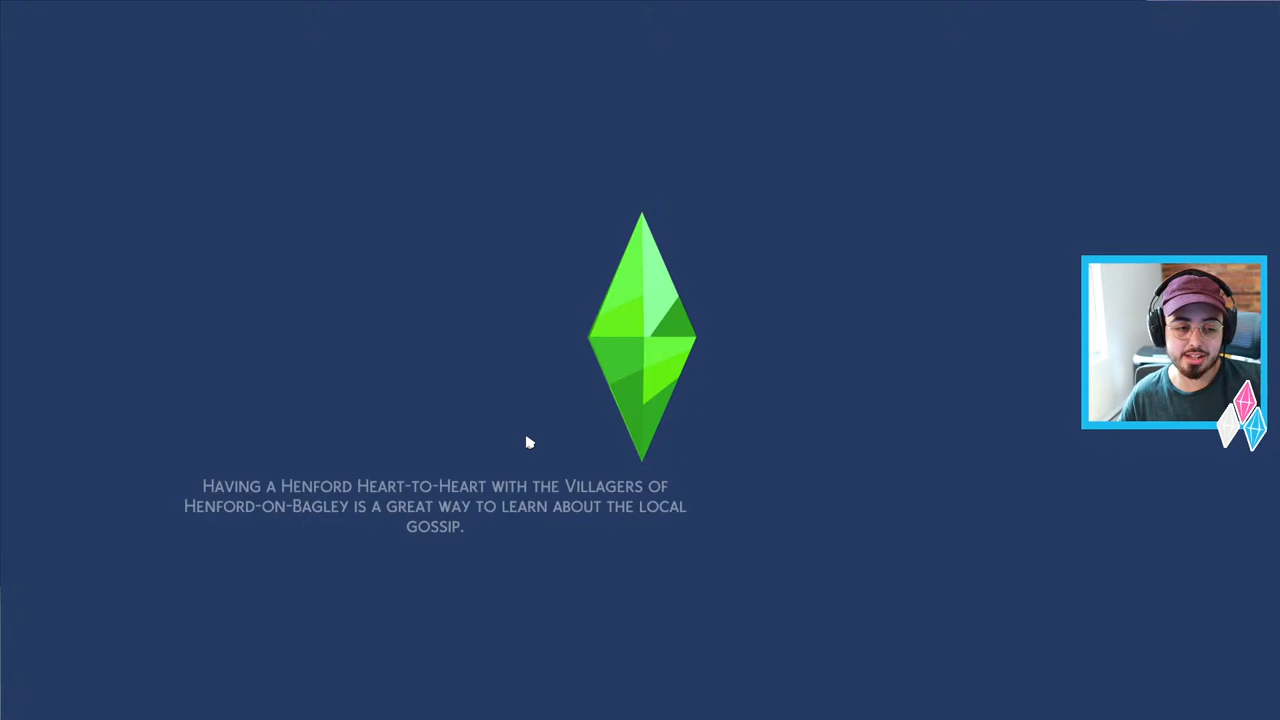 Having a Henford Heart-to-Heart with the Villagers of
Henford-on-Bagley is a great way to learn about the local
gossip.